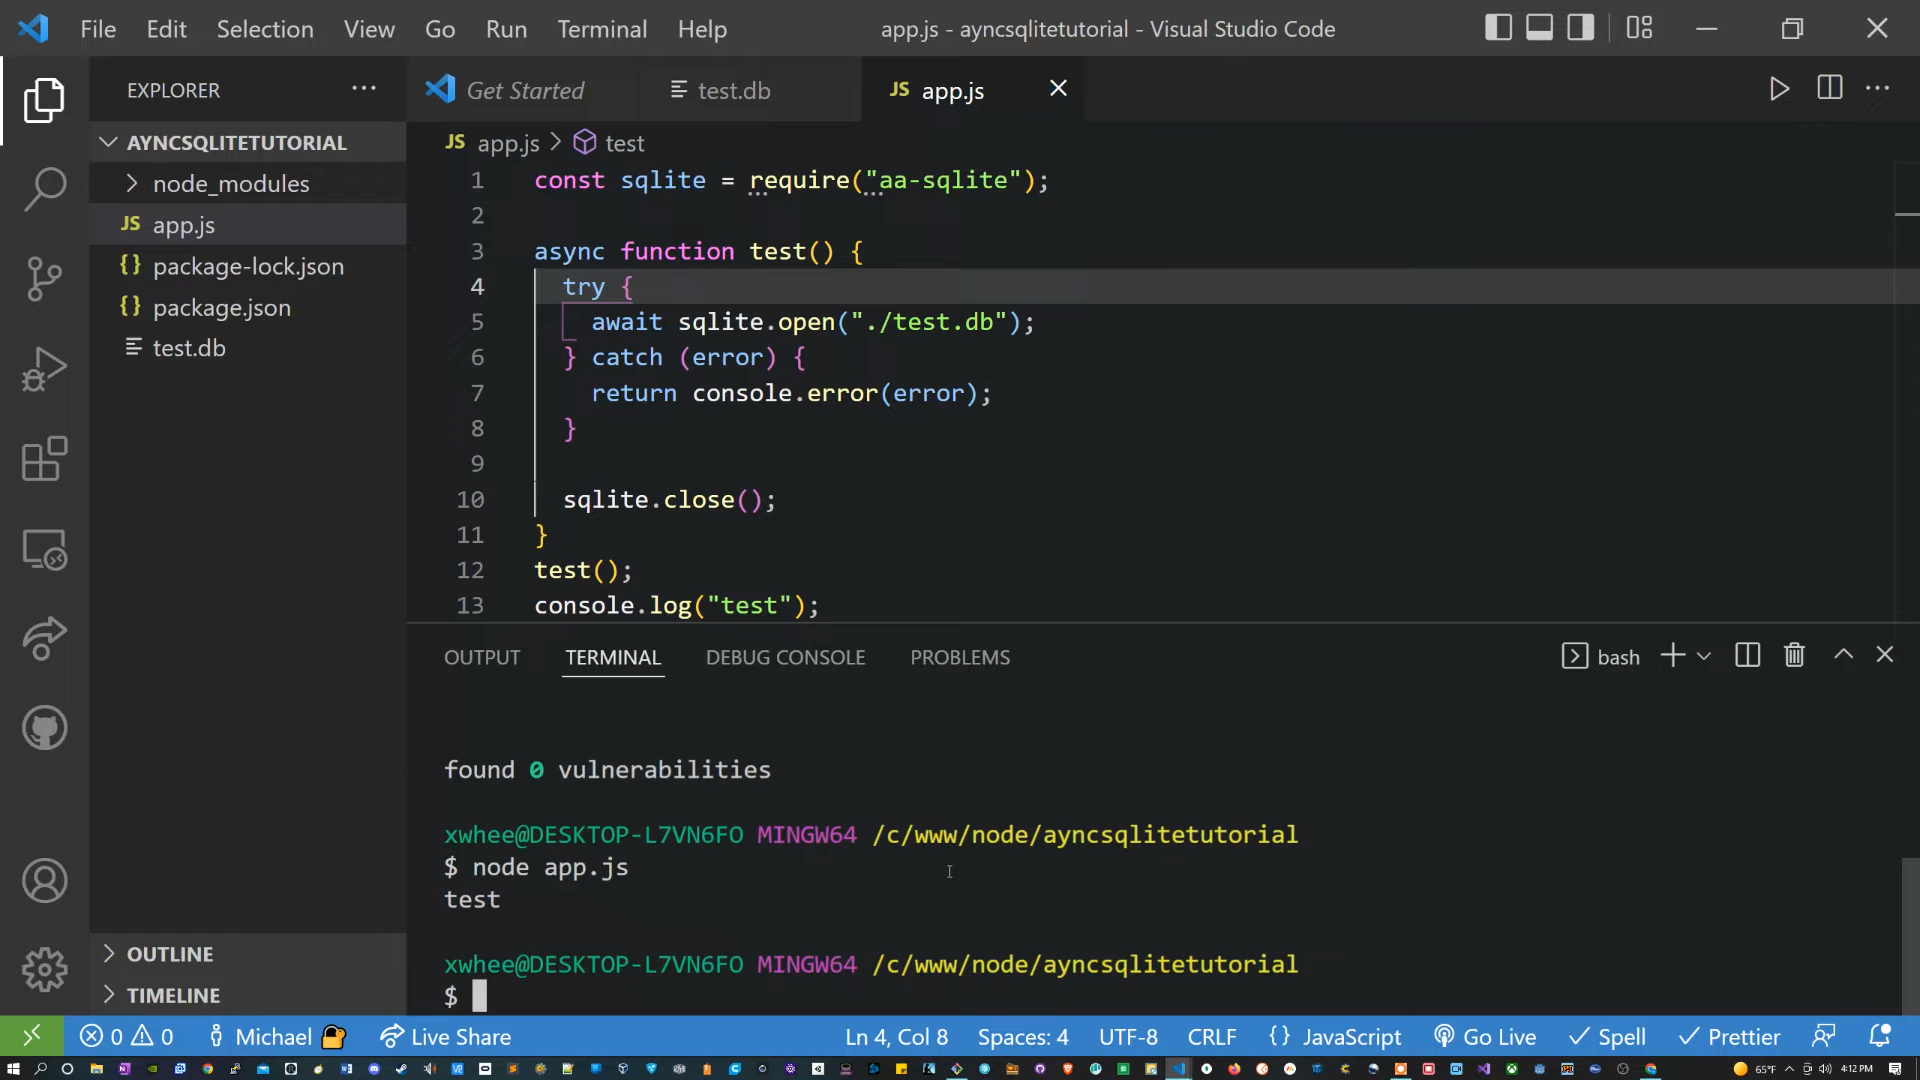 File Edit Selection View Go Run Terminal Help
app.js - ayncsqlitetutorial - Visual Studio Code
EXPLORER
Get Started
test.db
JS app.js
AYNCSQLITETUTORIAL
node_modules
JS app.js
{} package-lock.json
{} package.json
test.db
JS app.js > test
1 const sqlite = require("aa-sqlite");
2
3 async function test() {
4 try {
5 await sqlite.open("./test.db");
6 } catch (error) {
7 return console.error(error);
8 }
9
10 sqlite.close();
11 }
12 test();
13 console.log("test");
OUTPUT TERMINAL DEBUG CONSOLE PROBLEMS
bash
found 0 vulnerabilities
xwhee@DESKTOP-L7VN6FO MINGW64 /c/www/node/ayncsqlitetutorial
$ node app.js
test
xwhee@DESKTOP-L7VN6FO MINGW64 /c/www/node/ayncsqlitetutorial
$
OUTLINE
TIMELINE
0 0 Michael Live Share Ln 4, Col 8 Spaces: 4 UTF-8 CRLF {} JavaScript Go Live Spell Prettier
65°F 4:12 PM